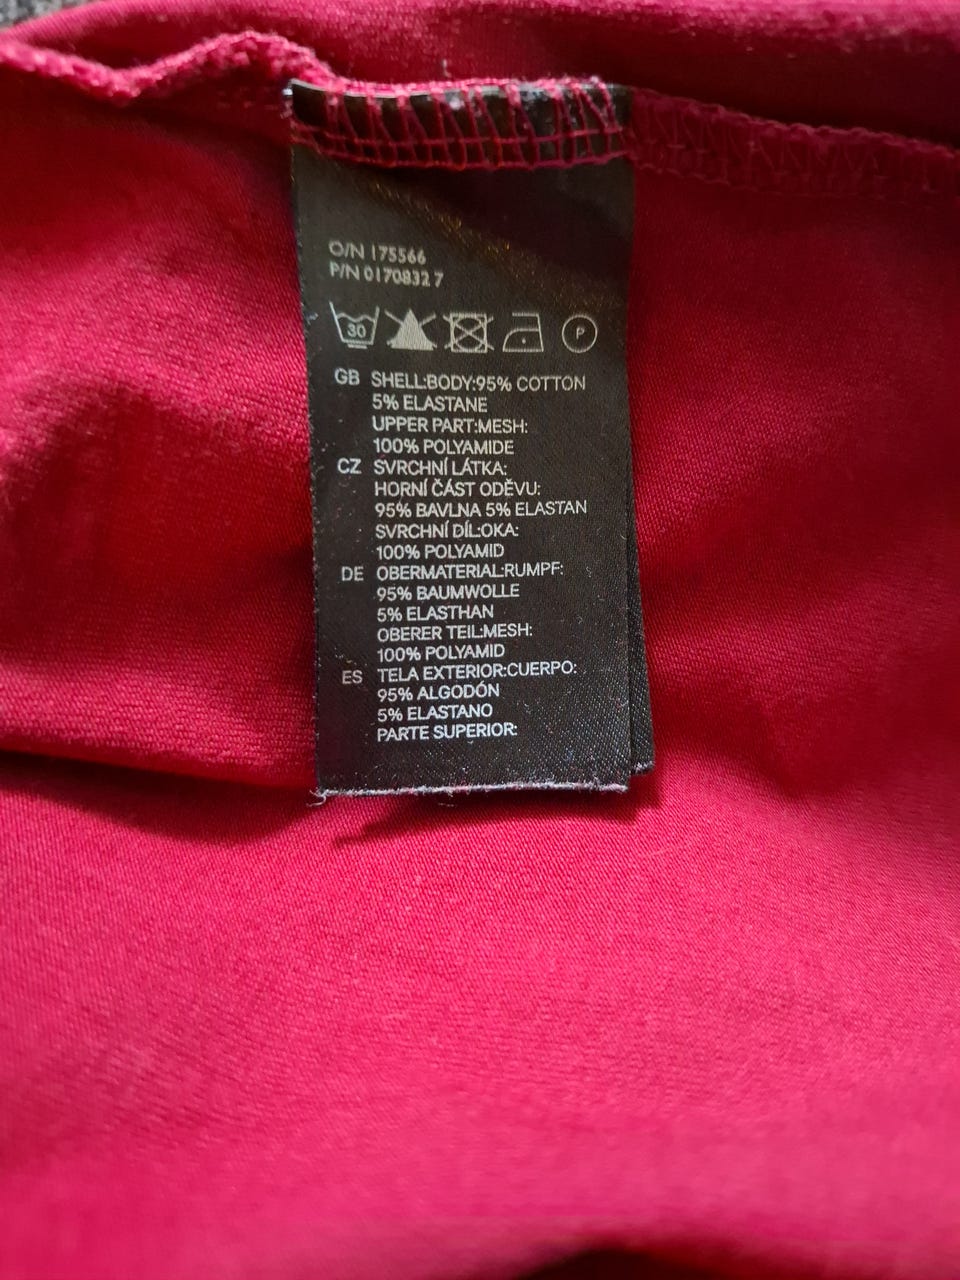 O/N 175566
P/N 01708327
30 P
GB SHELL:BODY:95% COTTON
5% ELASTANE
UPPER PART:MESH:
100% POLYAMIDE
CZ SVRCHNÍ LÁTKA:
HORNÍ ČÁST ODĚVU:
95% BAVLNA 5% ELASTAN
SVRCHNÍ DÍL:OKA:
100% POLYAMID
DE OBERMATERIAL:RUMPF:
95% BAUMWOLLE
5% ELASTHAN
OBERER TEIL:MESH:
100% POLYAMID
ES TELA EXTERIOR:CUERPO:
95% ALGODÓN
5% ELASTANO
PARTE SUPERIOR: